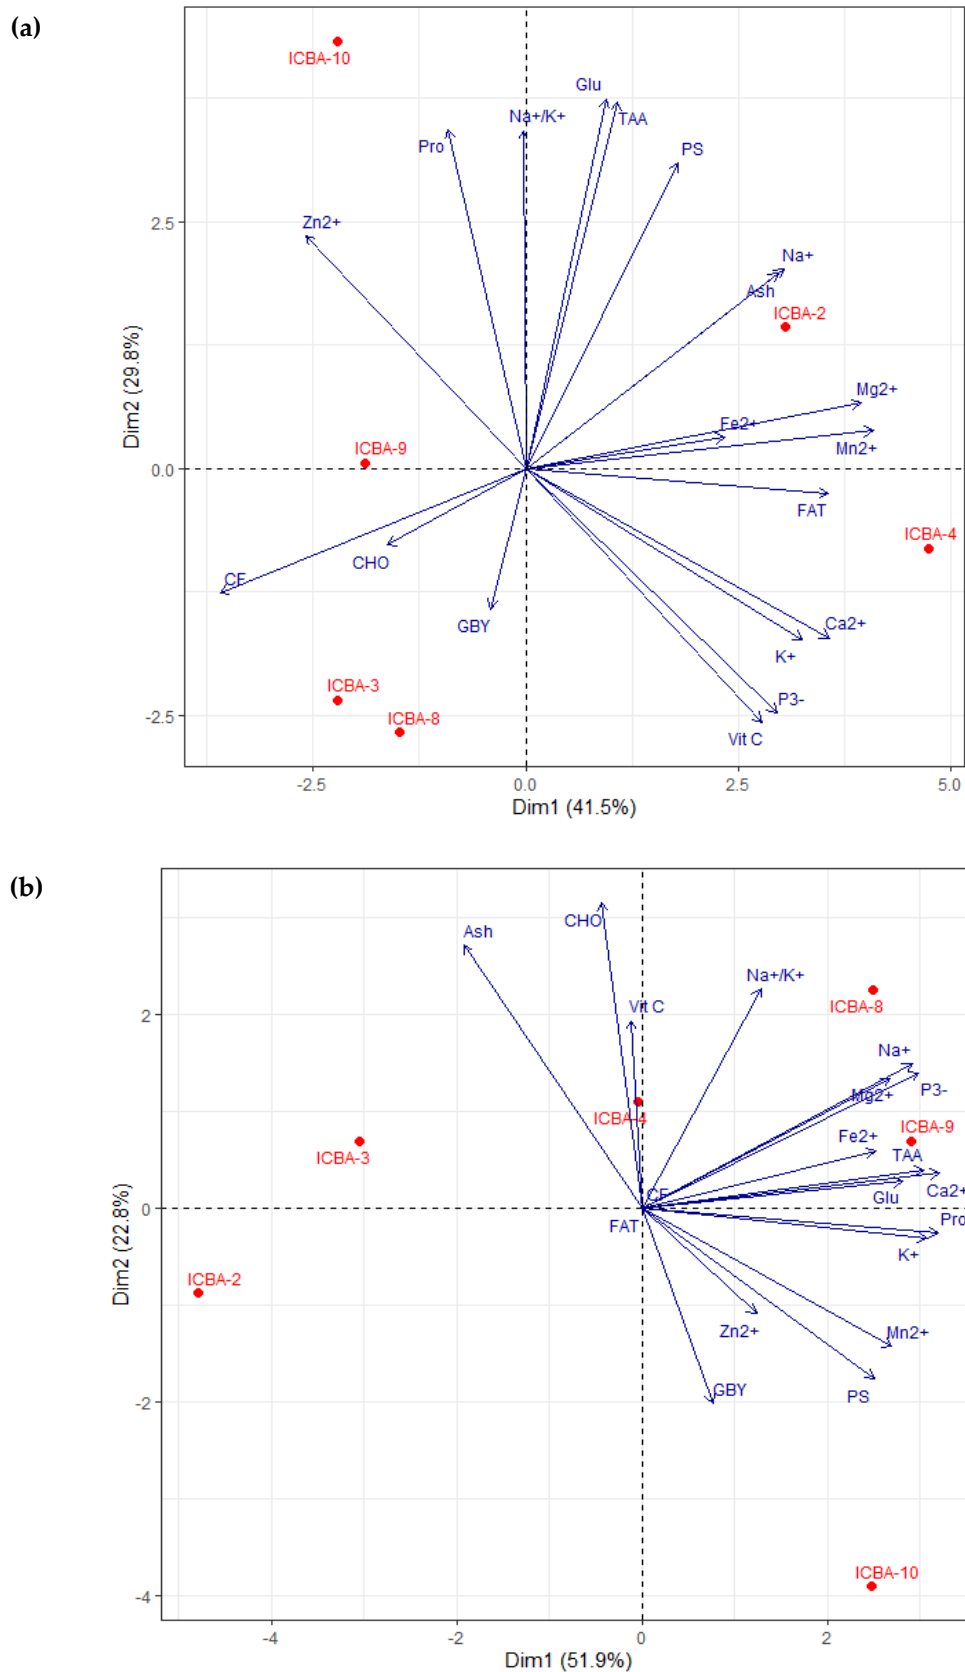 (a)
ICBA-10
Glu
Na+/K+
TAA
Pro
PS
Zn2+
2.5
Na+
Ash
ICBA-2
Mg2+
Fe2+
Mn2+
ICBA-9
0.0
FAT
ICBA-4
CHO
CF
GBY
Ca2+
K+
ICBA-3
P3-
ICBA-8
Vit C
-2.5
Dim2 (29.8%)
-2.5
0.0
2.5
5.0
Dim1 (41.5%)
(b)
CHO
Ash
Na+/K+
Vit C
ICBA-8
2
Na+
P3-
Mg2+
ICBA-4
ICBA-9
Fe2+
ICBA-3
TAA
CF
Glu
Ca2+
0
FAT
Pro
K+
ICBA-2
Zn2+
Mn2+
GBY
PS
-2
ICBA-10
-4
Dim2 (22.8%)
-4
-2
0
2
Dim1 (51.9%)